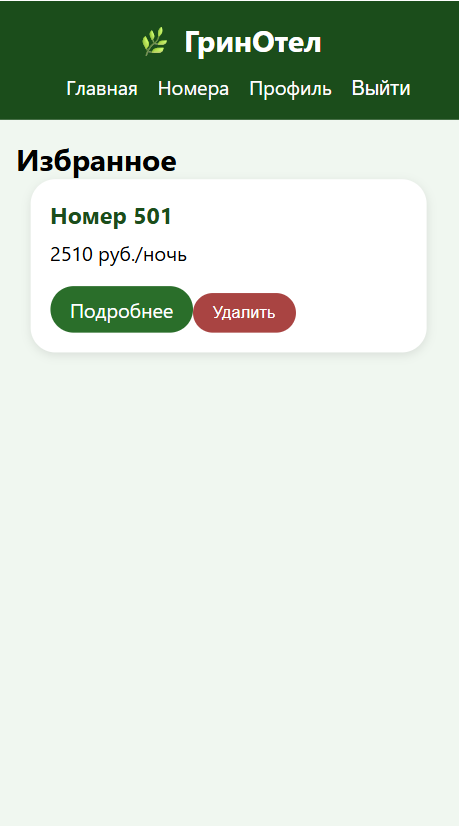 ГринОтел
Главная Номера Профиль Выйти
Избранное
Номер 501
2510 руб./ночь
Подробнее Удалить